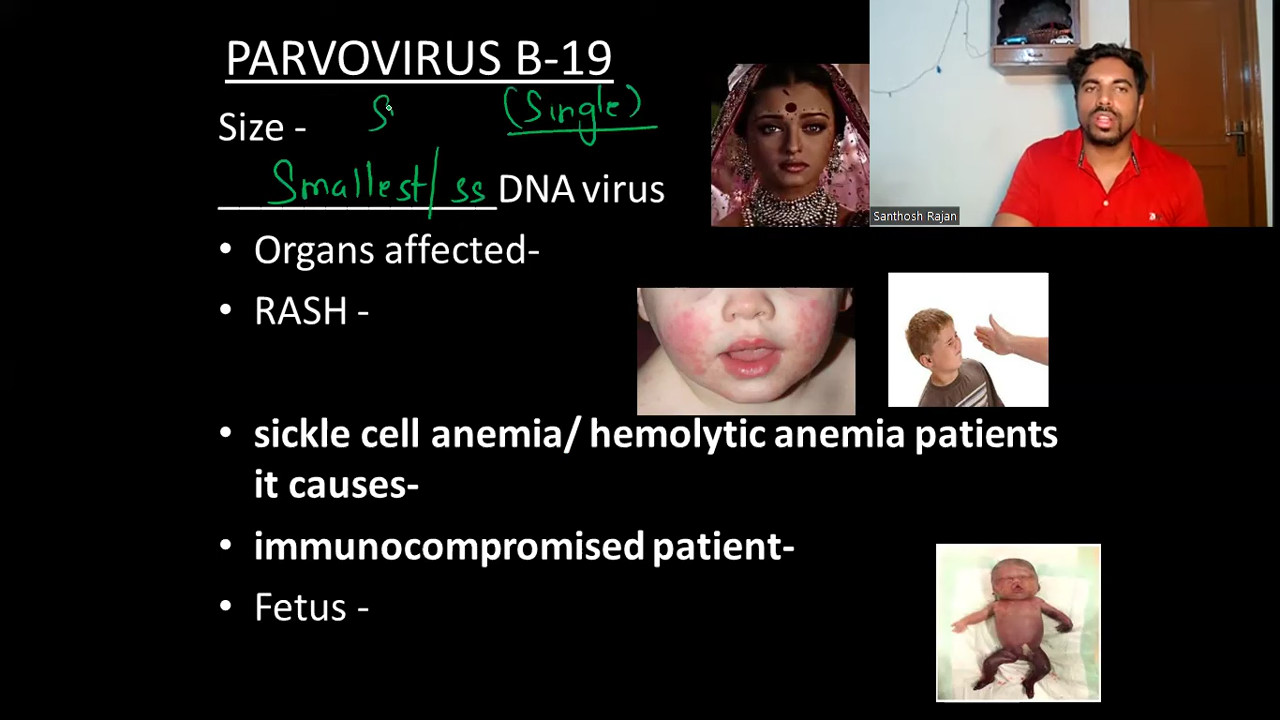 PARVOVIRUS B-19
(Single)
Size - S
Smallest/ ss DNA virus
Santhosh Rajan
• Organs affected-
• RASH -
• sickle cell anemia/ hemolytic anemia patients
it causes-
• immunocompromised patient-
• Fetus -